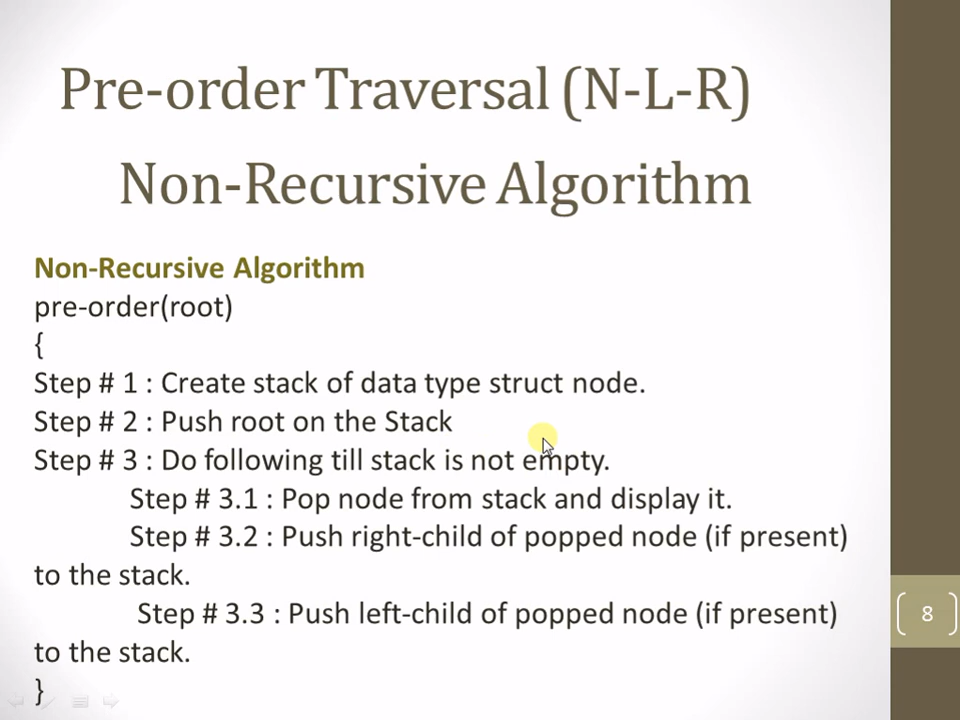 Pre-order Traversal (N-L-R)
Non-Recursive Algorithm
Non-Recursive Algorithm
pre-order(root)
{
Step # 1 : Create stack of data type struct node.
Step # 2 : Push root on the Stack
Step # 3 : Do following till stack is not empty.
Step # 3.1 : Pop node from stack and display it.
Step # 3.2 : Push right-child of popped node (if present)
to the stack.
Step # 3.3 : Push left-child of popped node (if present)
to the stack.
}
8